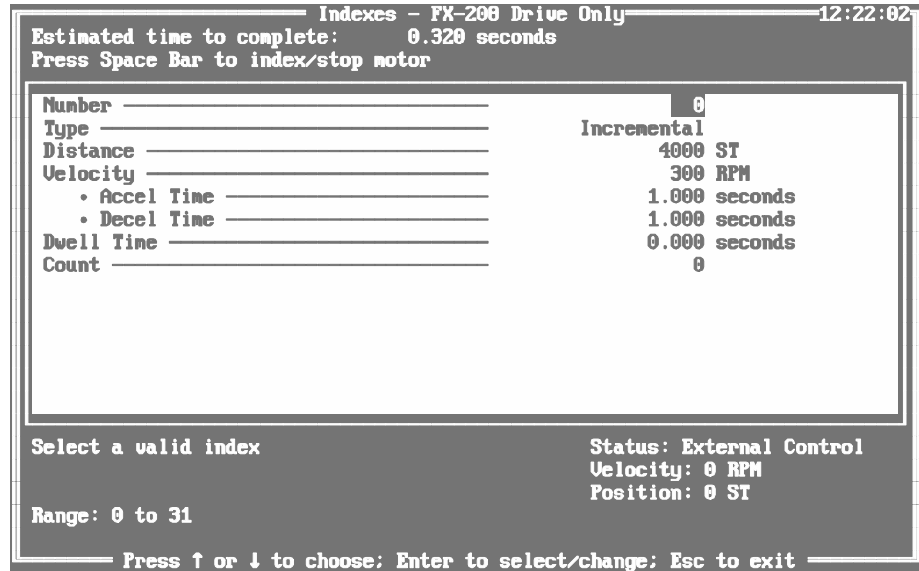 Indexes - FX-208 Drive Only 12:22:02
Estimated time to complete: 0.320 seconds
Press Space Bar to index/stop motor
Number 0
Type Incremental
Distance 4000 ST
Velocity 300 RPM
• Accel Time 1.000 seconds
• Decel Time 1.000 seconds
Dwell Time 0.000 seconds
Count 0
Select a valid index
Status: External Control
Velocity: 0 RPM
Position: 0 ST
Range: 0 to 31
Press ↑ or ↓ to choose; Enter to select/change; Esc to exit